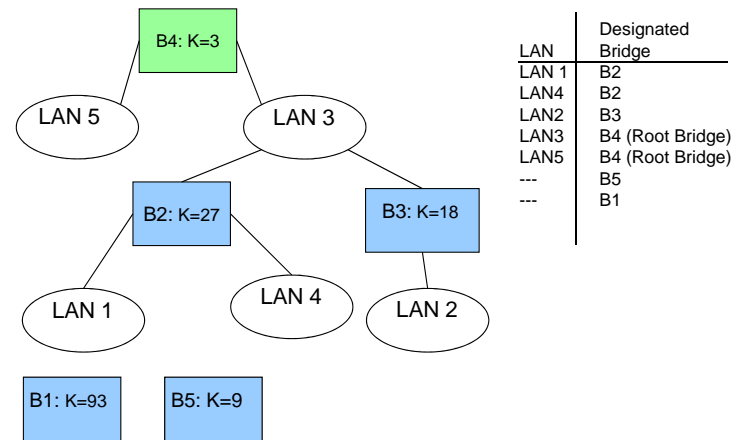 B4: K=3
LAN 5
LAN 3
B2: K=27
B3: K=18
LAN 1
LAN 4
LAN 2
B1: K=93
B5: K=9
Designated
LAN Bridge
LAN 1 B2
LAN4 B2
LAN2 B3
LAN3 B4 (Root Bridge)
LAN5 B4 (Root Bridge)
--- B5
--- B1